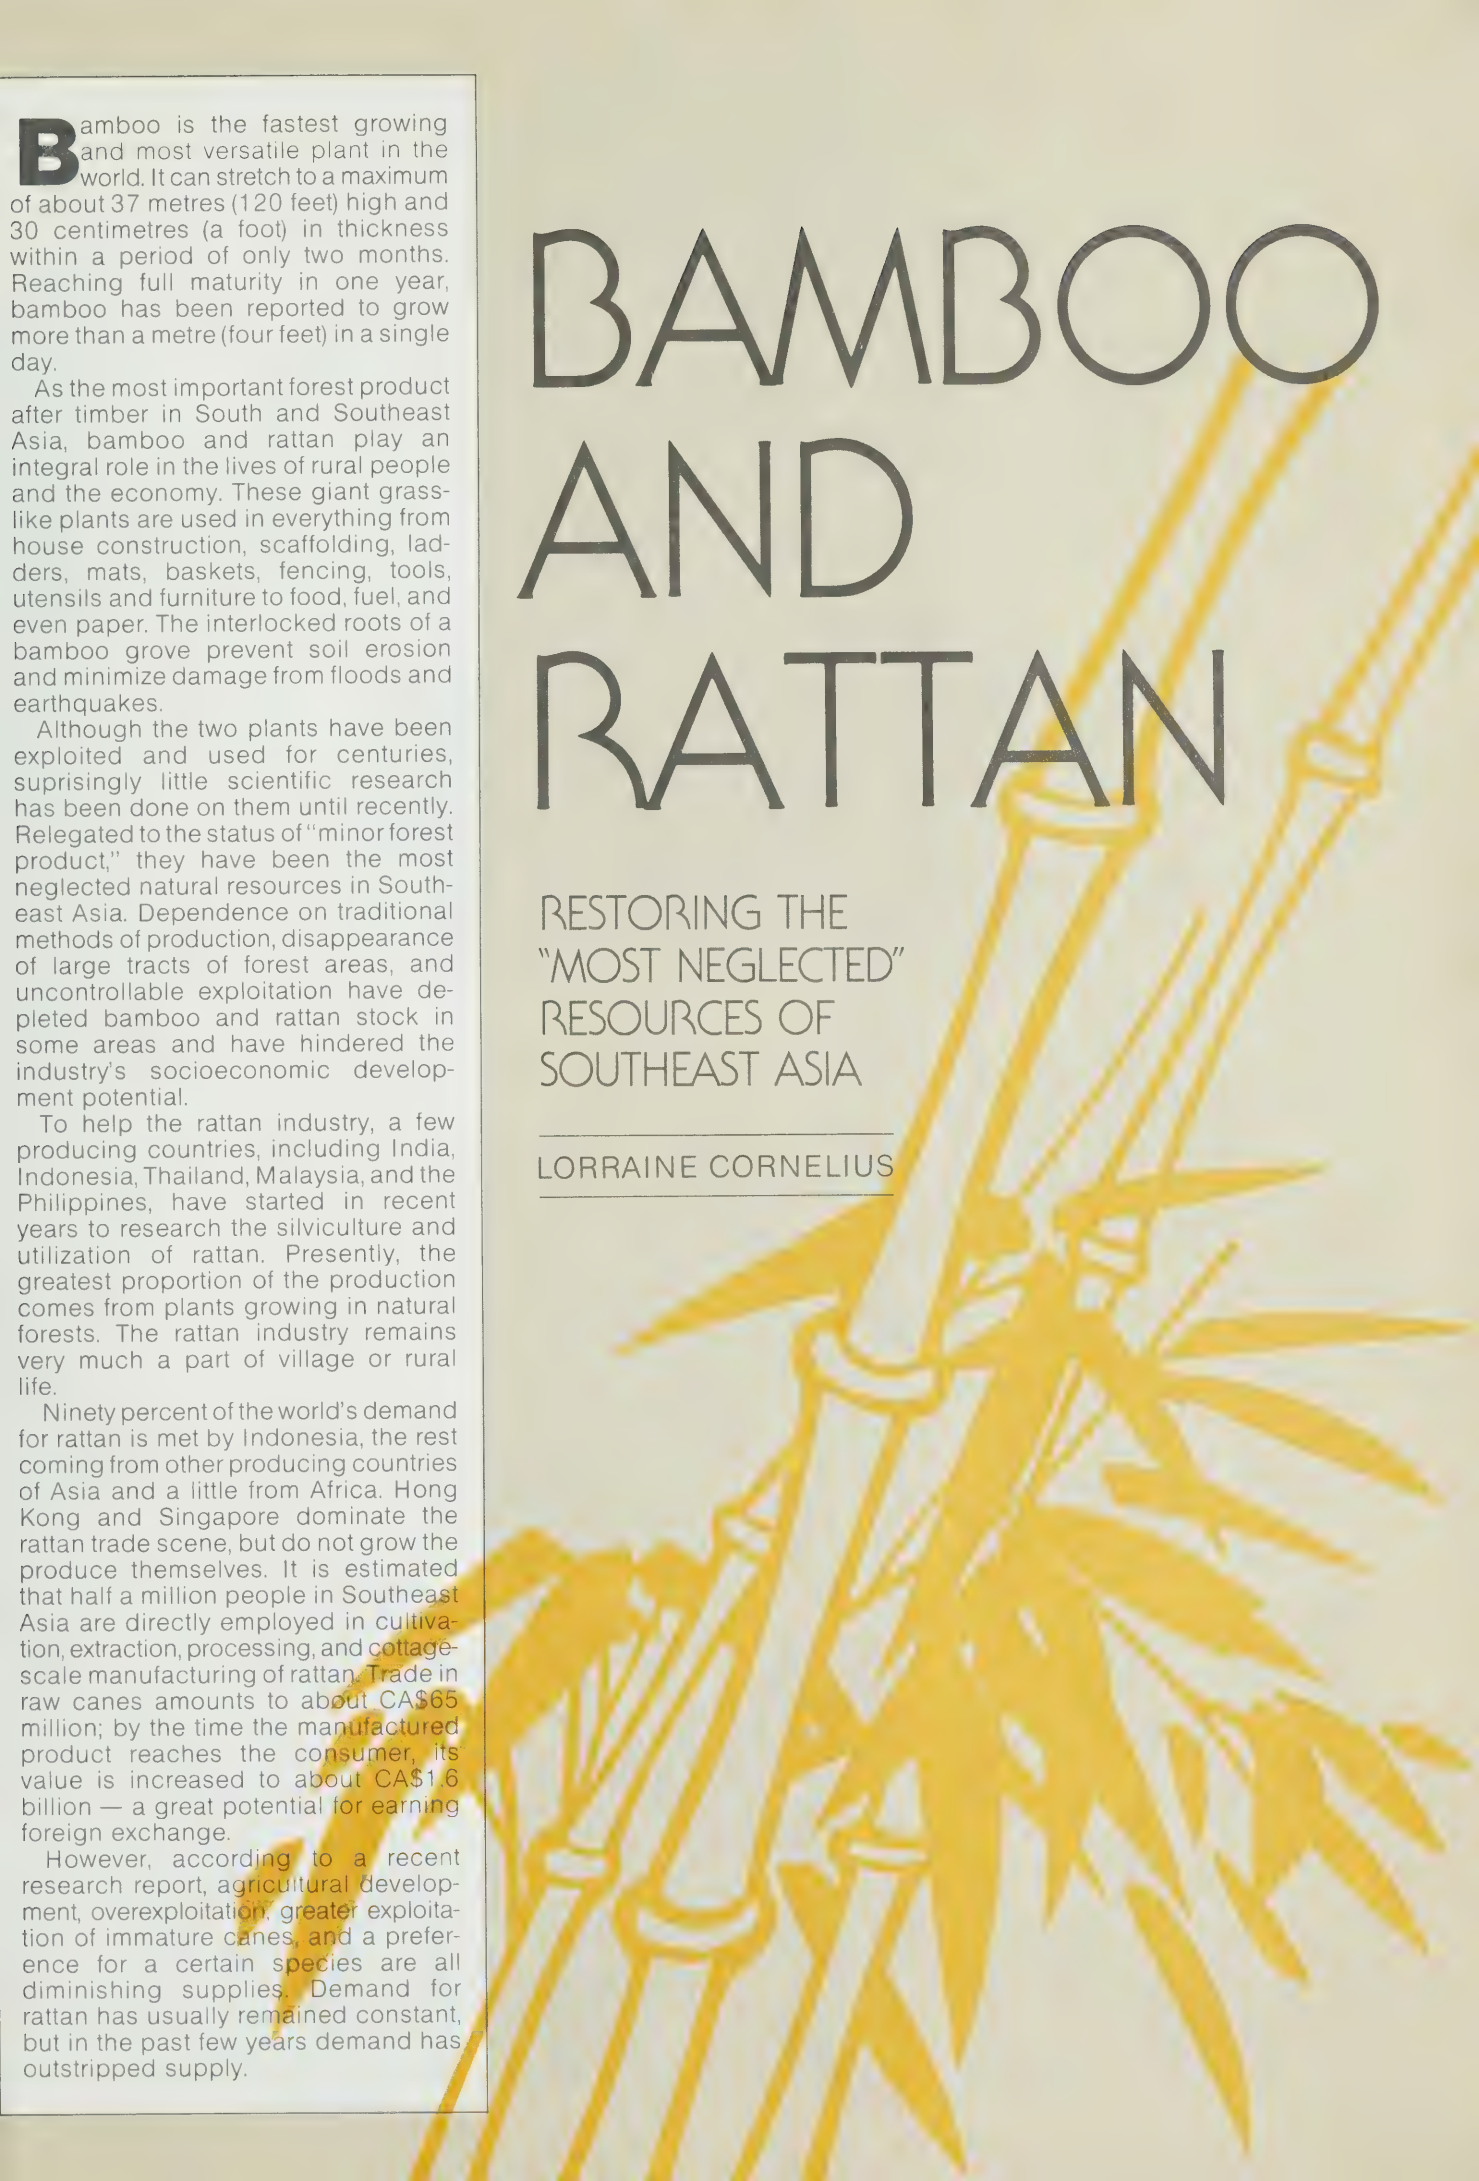 BAMBOO
AND
RATTAN
RESTORING THE
"MOST NEGLECTED"
RESOURCES OF
SOUTHEAST ASIA
LORRAINE CORNELIUS
Bamboo is the fastest growing
and most versatile plant in the
world. It can stretch to a maximum
of about 37 metres (120 feet) high and
30 centimetres (a foot) in thickness
within a period of only two months.
Reaching full maturity in one year,
bamboo has been reported to grow
more than a metre (four feet) in a single
day.
As the most important forest product
after timber in South and Southeast
Asia, bamboo and rattan play an
integral role in the lives of rural people
and the economy. These giant grass-
like plants are used in everything from
house construction, scaffolding, lad-
ders, mats, baskets, fencing, tools,
utensils and furniture to food, fuel, and
even paper. The interlocked roots of a
bamboo grove prevent soil erosion
and minimize damage from floods and
earthquakes.
Although the two plants have been
exploited and used for centuries,
suprisingly little scientific research
has been done on them until recently.
Relegated to the status of "minor forest
product," they have been the most
neglected natural resources in South-
east Asia. Dependence on traditional
methods of production, disappearance
of large tracts of forest areas, and
uncontrollable exploitation have de-
pleted bamboo and rattan stock in
some areas and have hindered the
industry's socioeconomic develop-
ment potential.
To help the rattan industry, a few
producing countries, including India,
Indonesia, Thailand, Malaysia, and the
Philippines, have started in recent
years to research the silviculture and
utilization of rattan. Presently, the
greatest proportion of the production
comes from plants growing in natural
forests. The rattan industry remains
very much a part of village or rural
life.
Ninety percent of the world's demand
for rattan is met by Indonesia, the rest
coming from other producing countries
of Asia and a little from Africa. Hong
Kong and Singapore dominate the
rattan trade scene, but do not grow the
produce themselves. It is estimated
that half a million people in Southeast
Asia are directly employed in cultiva-
tion, extraction, processing, and cottage-
scale manufacturing of rattan. Trade in
raw canes amounts to about CA$65
million; by the time the manufactured
product reaches the consumer, its
value is increased to about CA$1.6
billion — a great potential for earning
foreign exchange.
However, according to a recent
research report, agricultural develop-
ment, overexploitation, greater exploita-
tion of immature canes, and a prefer-
ence for a certain species are all
diminishing supplies. Demand for
rattan has usually remained constant,
but in the past few years demand has
outstripped supply.